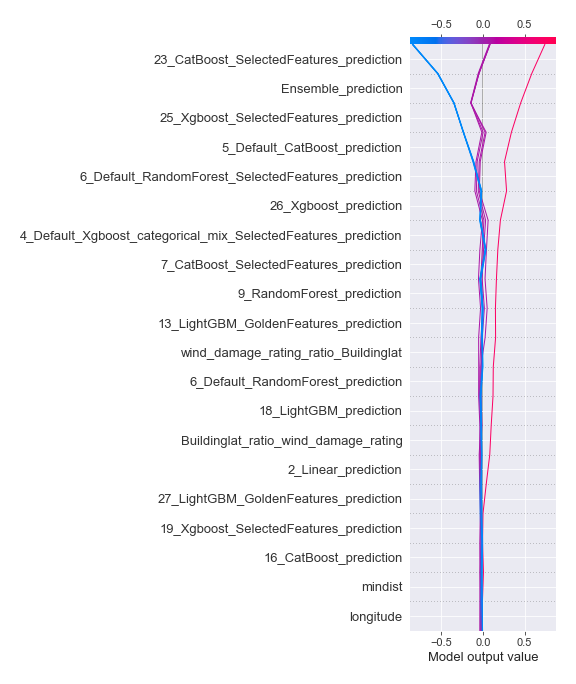 −0.5 0.0 0.5
23_CatBoost_SelectedFeatures_prediction
Ensemble_prediction
25_Xgboost_SelectedFeatures_prediction
5_Default_CatBoost_prediction
6_Default_RandomForest_SelectedFeatures_prediction
26_Xgboost_prediction
4_Default_Xgboost_categorical_mix_SelectedFeatures_prediction
7_CatBoost_SelectedFeatures_prediction
9_RandomForest_prediction
13_LightGBM_GoldenFeatures_prediction
wind_damage_rating_ratio_Buildinglat
6_Default_RandomForest_prediction
18_LightGBM_prediction
Buildinglat_ratio_wind_damage_rating
2_Linear_prediction
27_LightGBM_GoldenFeatures_prediction
19_Xgboost_SelectedFeatures_prediction
16_CatBoost_prediction
mindist
longitude
−0.5 0.0 0.5
Model output value